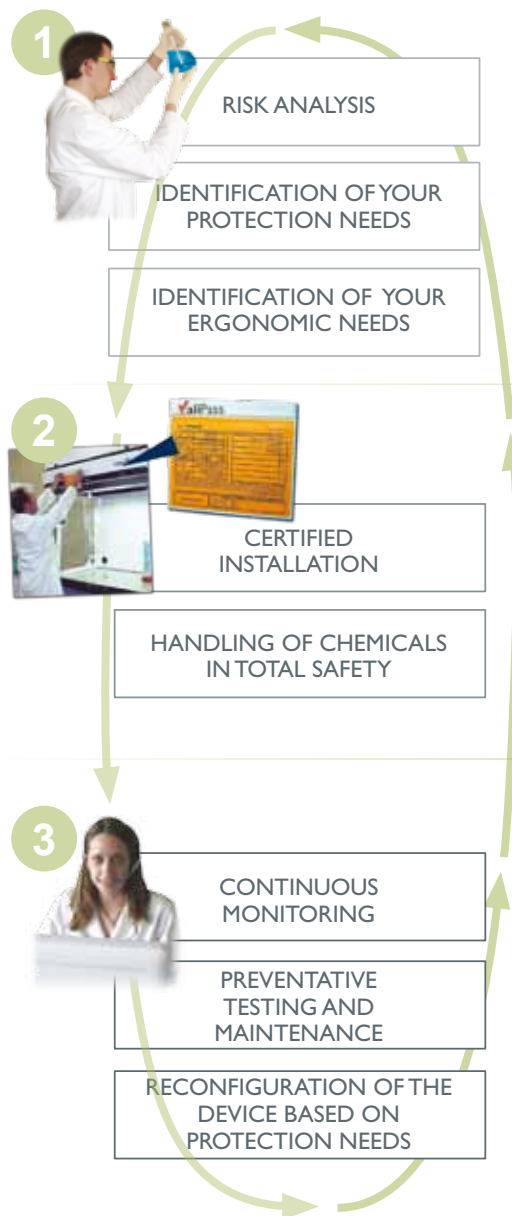 1
RISK ANALYSIS
IDENTIFICATION OF YOUR
PROTECTION NEEDS
IDENTIFICATION OF YOUR
ERGONOMIC NEEDS
2
CERTIFIED
INSTALLATION
HANDLING OF CHEMICALS
IN TOTAL SAFETY
3
CONTINUOUS
MONITORING
PREVENTATIVE
TESTING AND
MAINTENANCE
RECONFIGURATION OF THE
DEVICE BASED ON
PROTECTION NEEDS